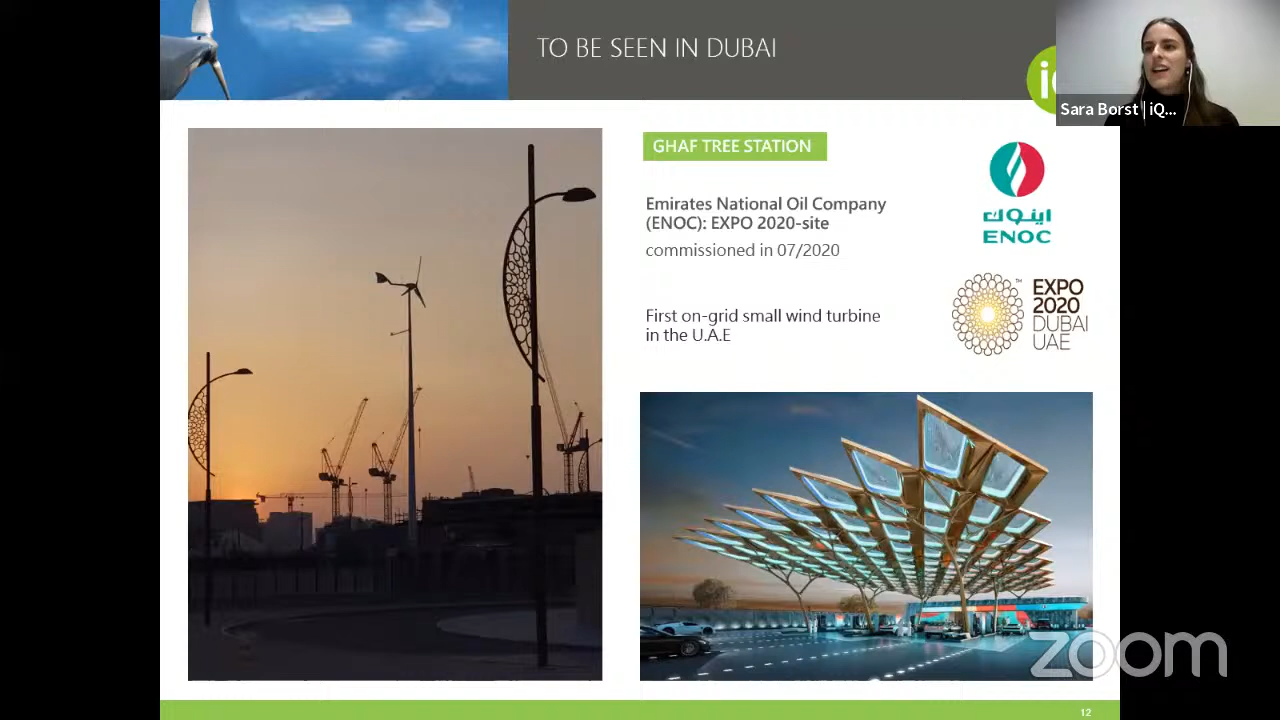 TO BE SEEN IN DUBAI
i
Sara Borst | iQ...
GHAF TREE STATION
Emirates National Oil Company
(ENOC): EXPO 2020-site
commissioned in 07/2020
اينوك
ENOC
First on-grid small wind turbine
in the U.A.E
EXPO
2020
DUBAI
UAE
TM
zoom
12